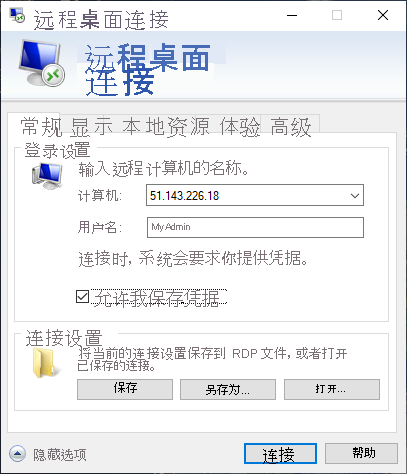 远程桌面连接
远程桌面
连接
常规 显示 本地资源 体验 高级
登录设置
输入远程计算机的名称。
计算机: 51.143.226.18
用户名: MyAdmin
连接时, 系统会要求你提供凭据。
允许我保存凭据
连接设置
将当前的连接设置保存到 RDP 文件, 或者打开
已保存的连接。
保存 另存为... 打开...
隐藏选项 连接 帮助